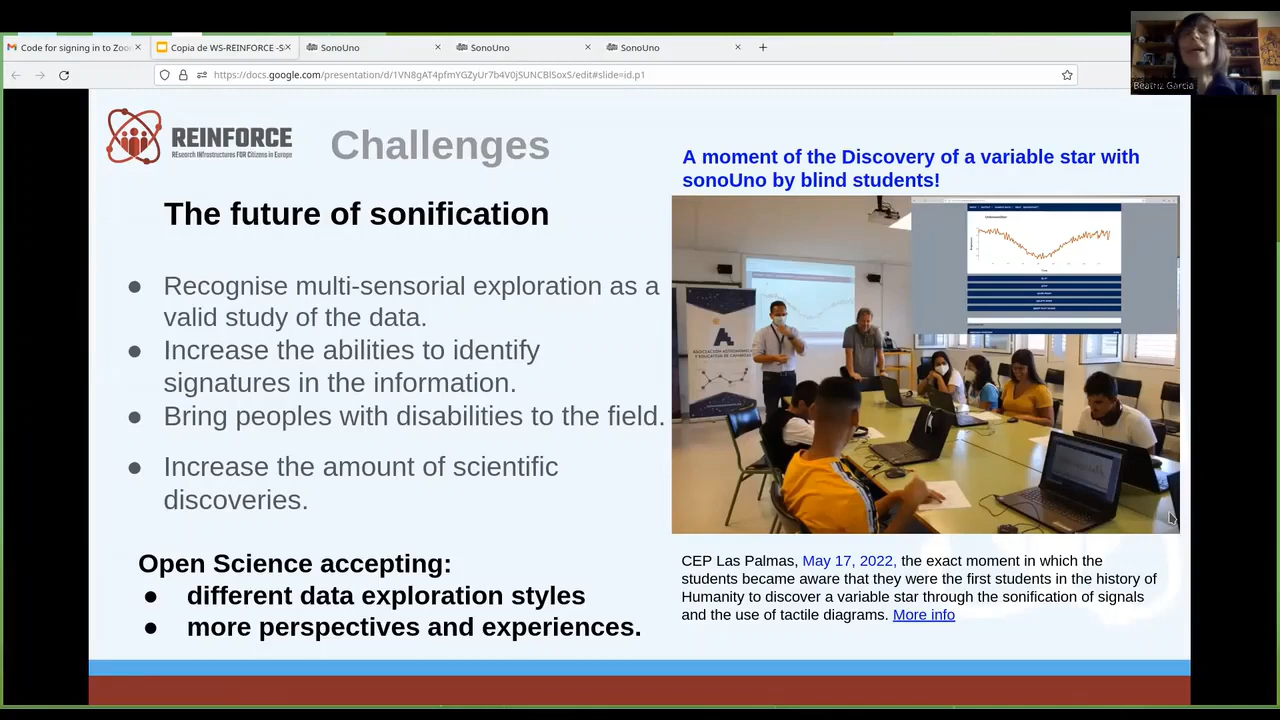 Code for signing in to Zoo
Copia de WS-REINFORCE -S
SonoUno
SonoUno
SonoUno
https://docs.google.com/presentation/d/1VN8gAT4pfmYGZyUr7b4V0jSUNCBlSoxS/edit#slide=id.p1
Beatriz Garcia
REINFORCE
REsearch INfrastructures FOR Citizens in Europe
Challenges
The future of sonification
● Recognise multi-sensorial exploration as a
valid study of the data.
● Increase the abilities to identify
signatures in the information.
● Bring peoples with disabilities to the field.
● Increase the amount of scientific
discoveries.
Open Science accepting:
● different data exploration styles
● more perspectives and experiences.
A moment of the Discovery of a variable star with
sonoUno by blind students!
CEP Las Palmas, May 17, 2022, the exact moment in which the
students became aware that they were the first students in the history of
Humanity to discover a variable star through the sonification of signals
and the use of tactile diagrams. More info